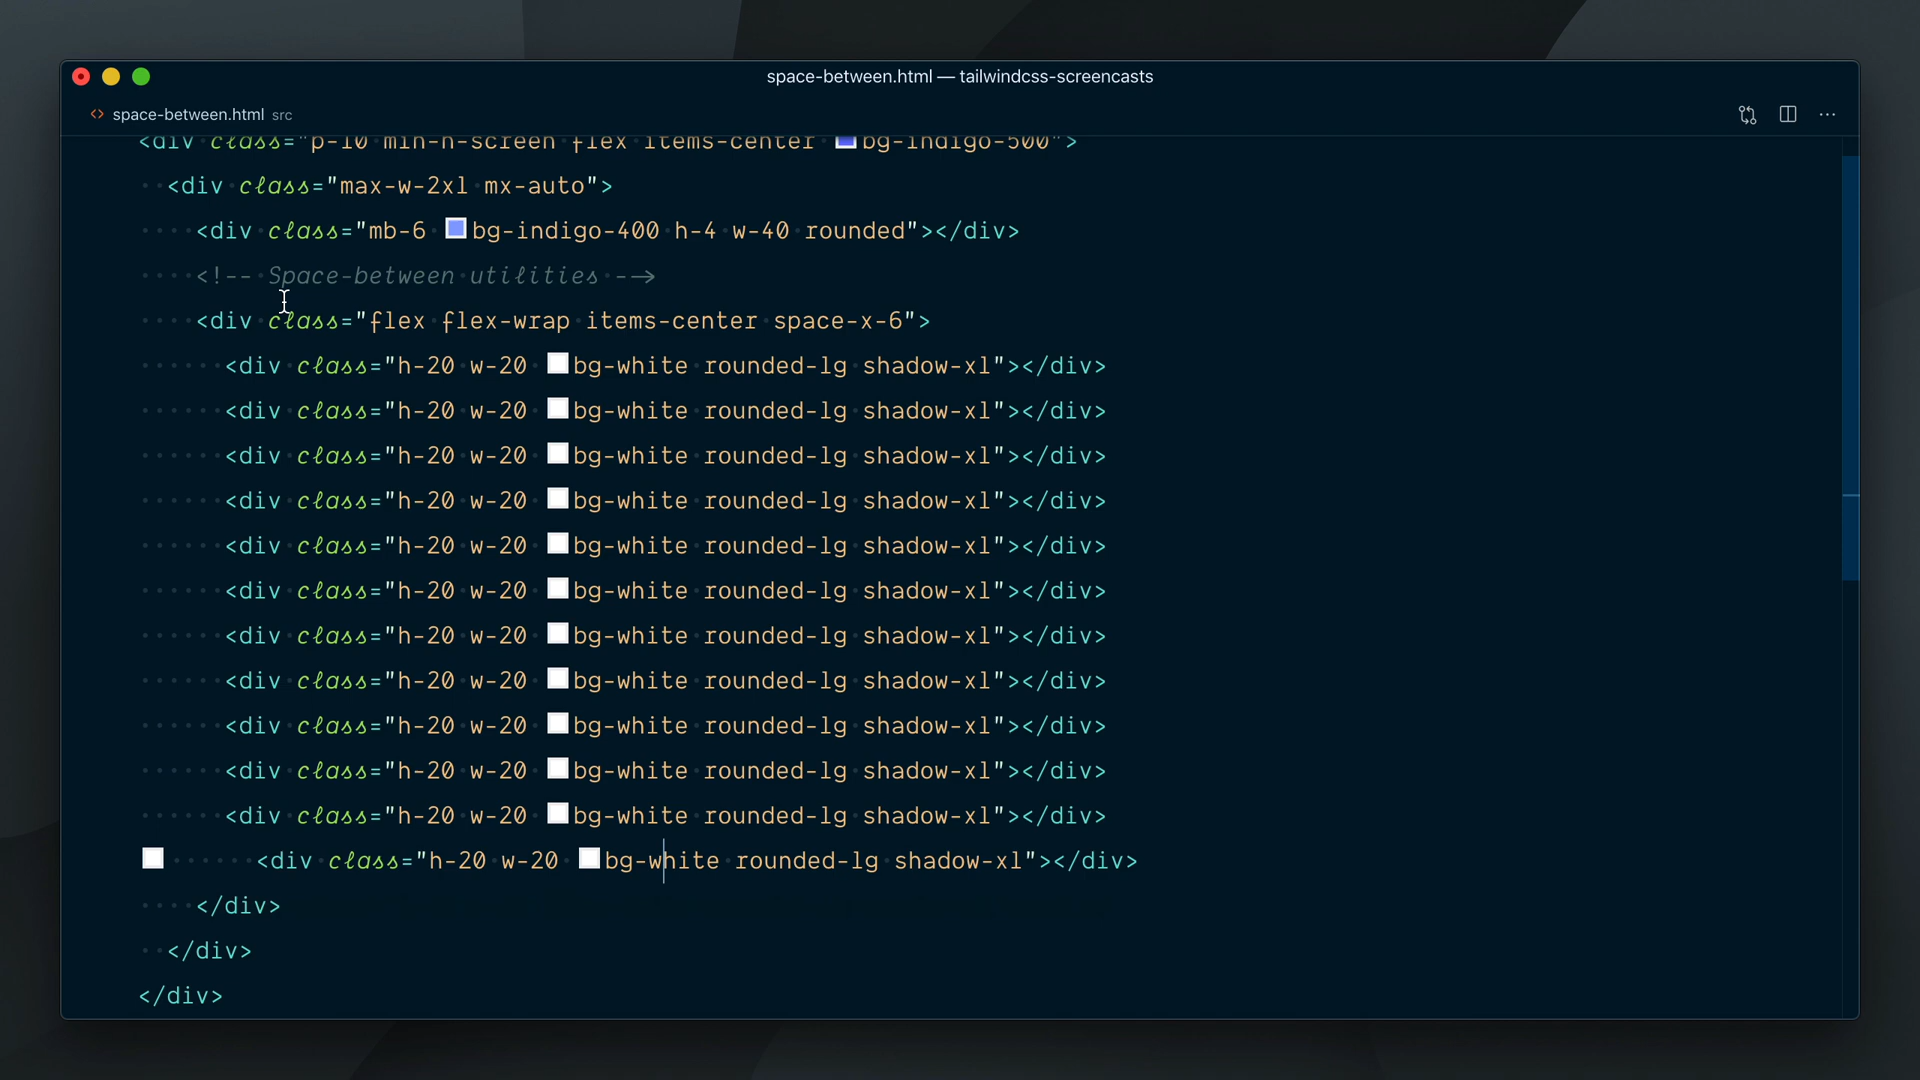 space-between.html — tailwindcss-screencasts
space-between.html src
<div class="p-10 min-h-screen flex items-center bg-indigo-500">
<div class="max-w-2xl mx-auto">
<div class="mb-6 bg-indigo-400 h-4 w-40 rounded"></div>
<!-- Space-between utilities -->
<div class="flex flex-wrap items-center space-x-6">
<div class="h-20 w-20 bg-white rounded-lg shadow-xl"></div>
<div class="h-20 w-20 bg-white rounded-lg shadow-xl"></div>
<div class="h-20 w-20 bg-white rounded-lg shadow-xl"></div>
<div class="h-20 w-20 bg-white rounded-lg shadow-xl"></div>
<div class="h-20 w-20 bg-white rounded-lg shadow-xl"></div>
<div class="h-20 w-20 bg-white rounded-lg shadow-xl"></div>
<div class="h-20 w-20 bg-white rounded-lg shadow-xl"></div>
<div class="h-20 w-20 bg-white rounded-lg shadow-xl"></div>
<div class="h-20 w-20 bg-white rounded-lg shadow-xl"></div>
<div class="h-20 w-20 bg-white rounded-lg shadow-xl"></div>
<div class="h-20 w-20 bg-white rounded-lg shadow-xl"></div>
<div class="h-20 w-20 bg-white rounded-lg shadow-xl"></div>
</div>
</div>
</div>